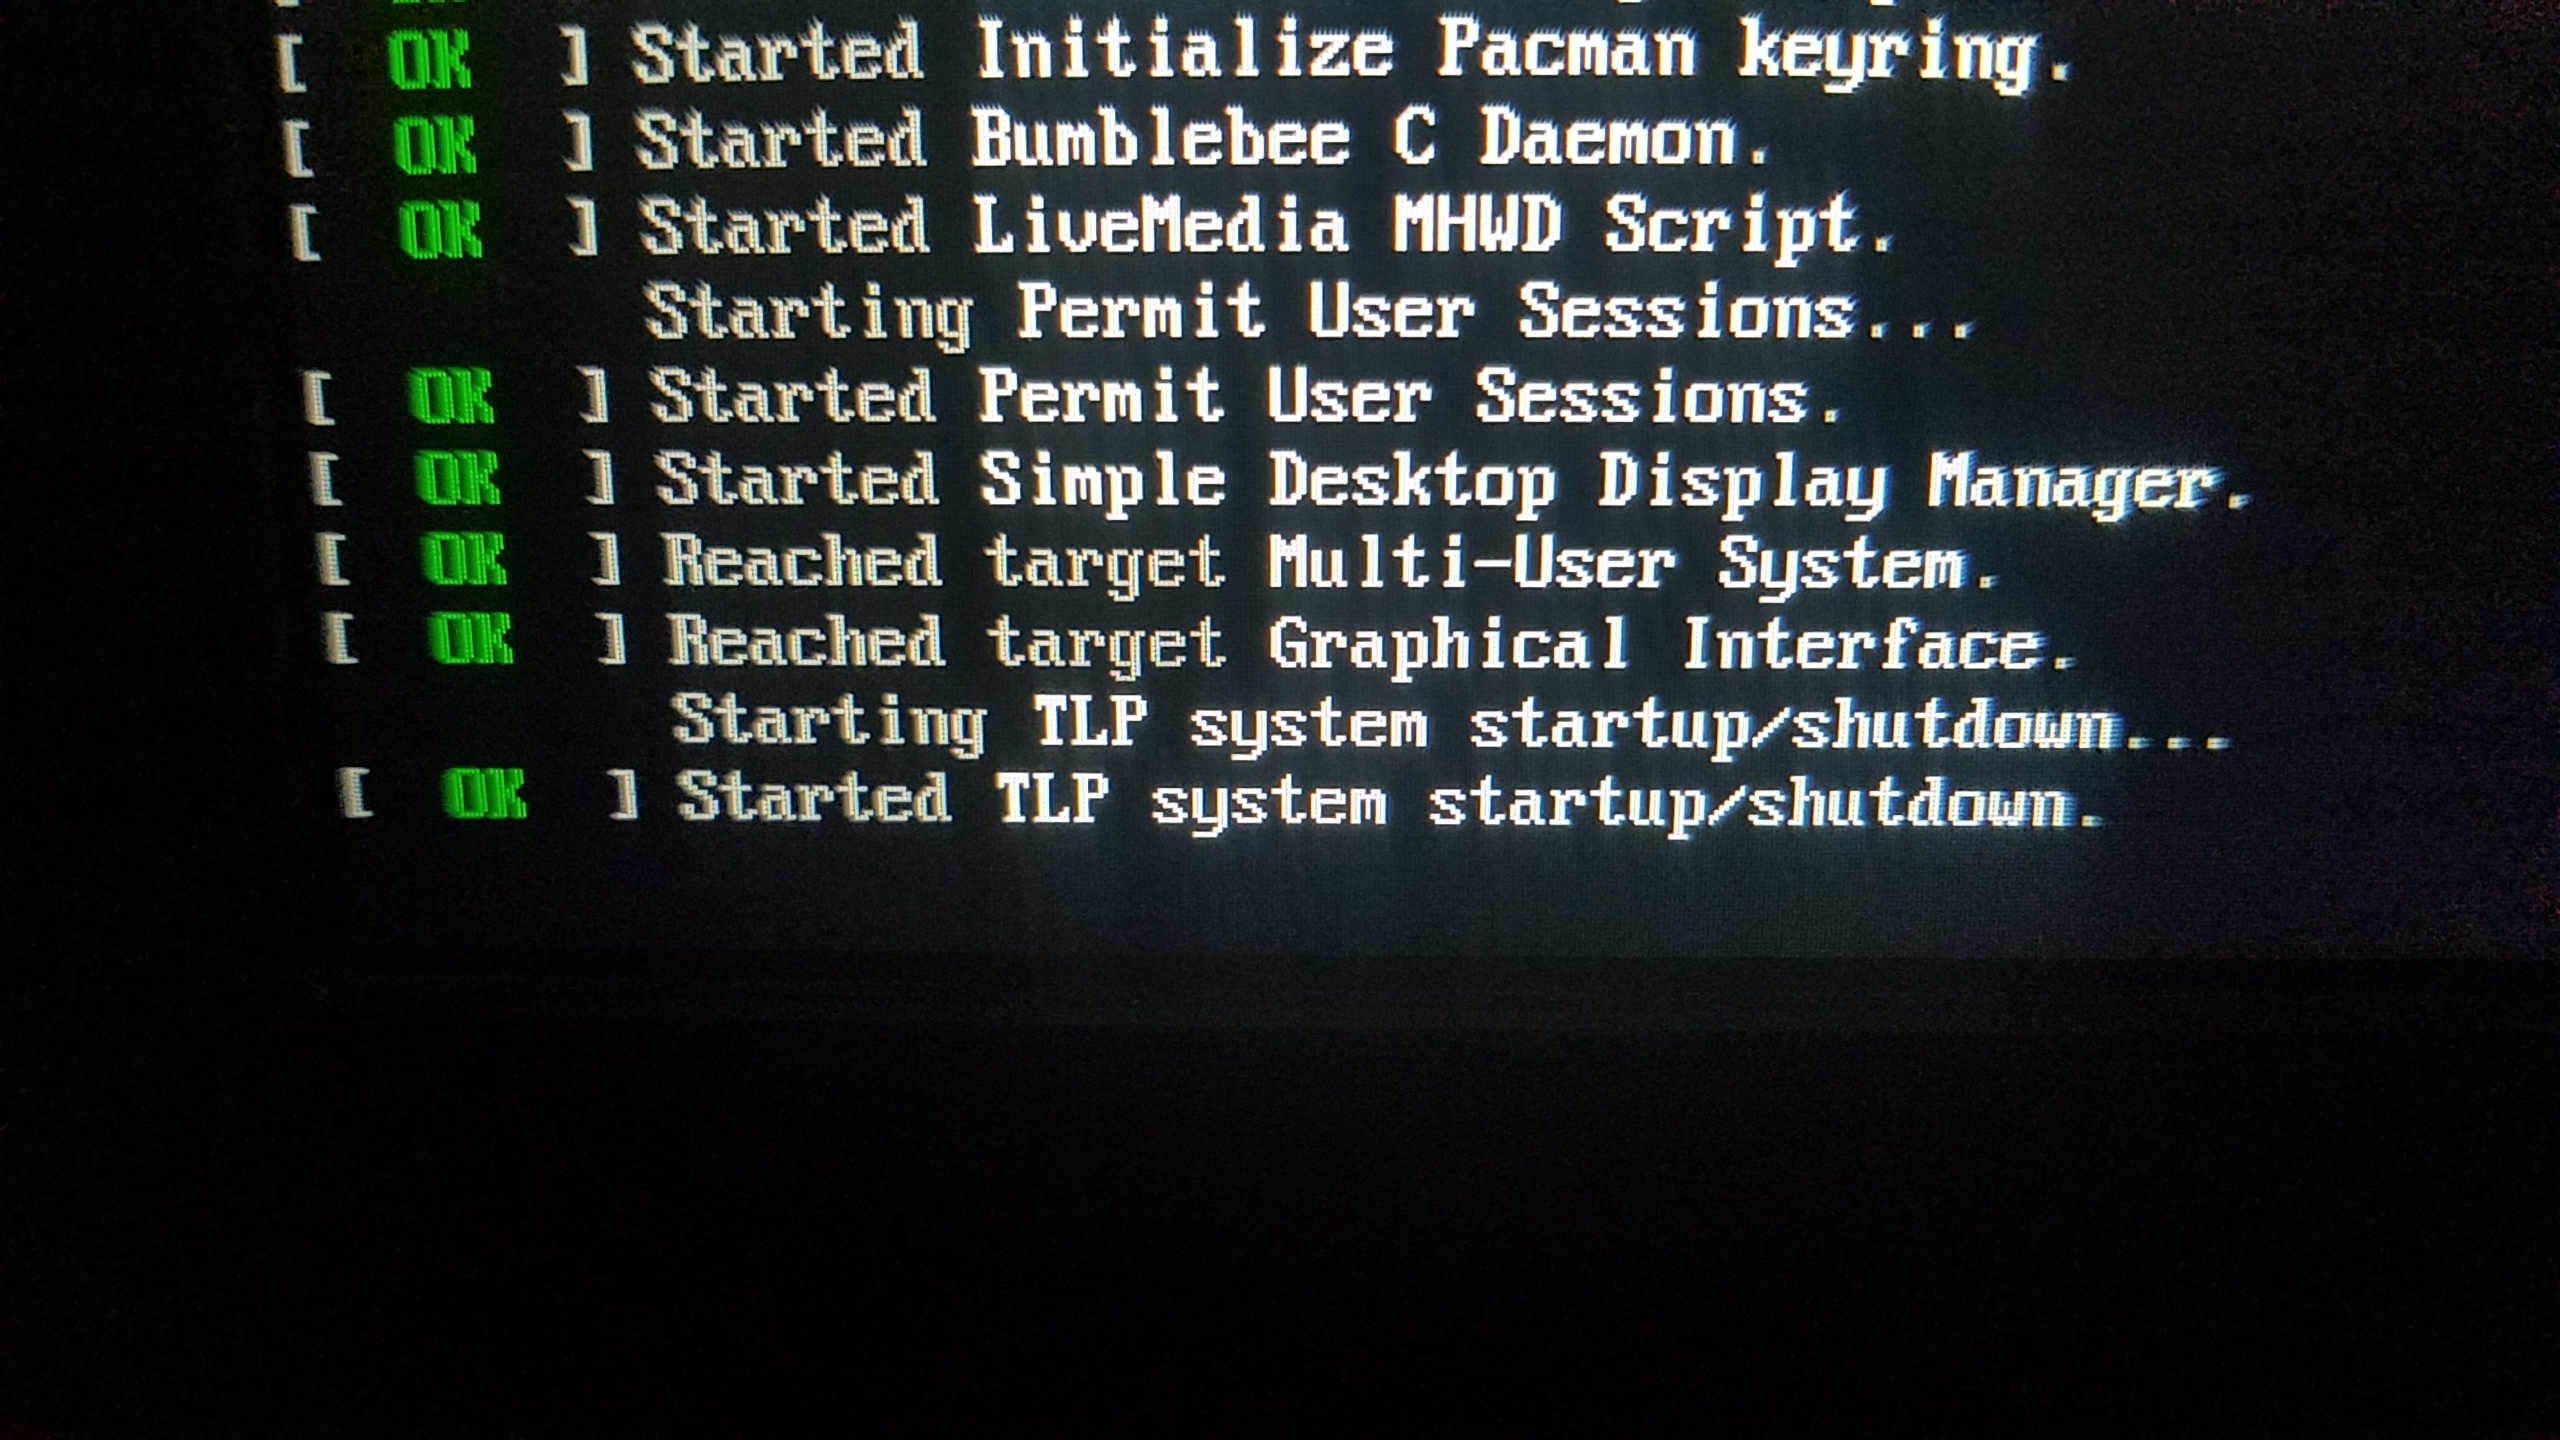 [ OK ] Started Initialize Pacman keyring.
[ OK ] Started Bumblebee C Daemon.
[ OK ] Started LiveMedia MHWD Script.
Starting Permit User Sessions...
[ OK ] Started Permit User Sessions.
[ OK ] Started Simple Desktop Display Manager.
[ OK ] Reached target Multi-User System.
[ OK ] Reached target Graphical Interface.
Starting TLP system startup/shutdown...
[ OK ] Started TLP system startup/shutdown.